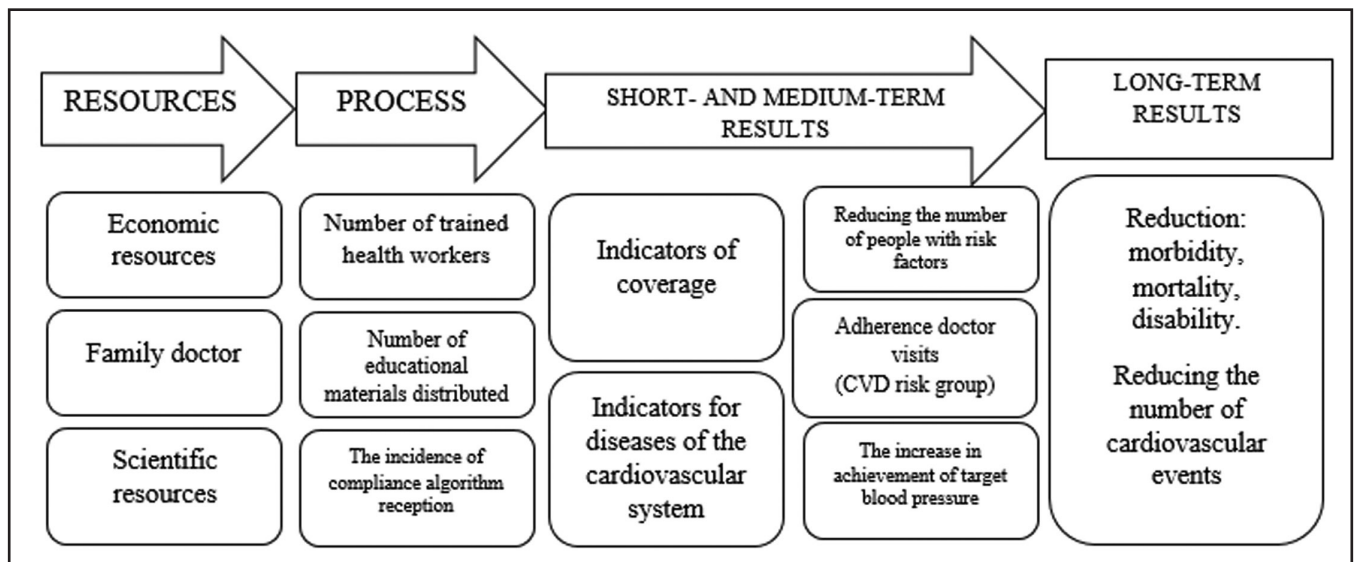 RESOURCES
PROCESS
SHORT- AND MEDIUM-TERM
RESULTS
LONG-TERM
RESULTS
Economic
resources
Family doctor
Scientific
resources
Number of trained
health workers
Number of
educational
materials distributed
The incidence of
compliance algorithm
reception
Indicators of
coverage
Indicators for
diseases of the
cardiovascular
system
Reducing the number
of people with risk
factors
Adherence doctor
visits
(CVD risk group)
The increase in
achievement of target
blood pressure
Reduction:
morbidity,
mortality,
disability.
Reducing the
number of
cardiovascular
events